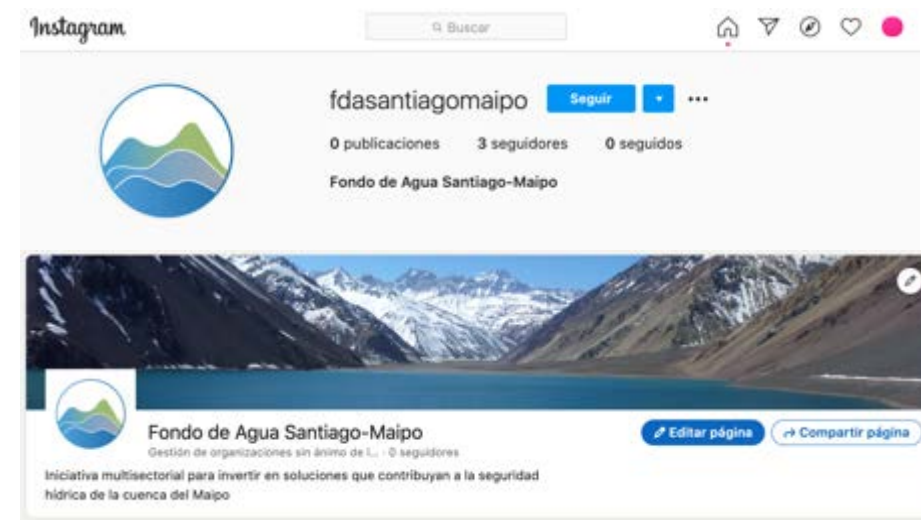 Instagram
Buscar
fdasantiagomaipo Seguir
0 publicaciones 3 seguidores 0 seguidos
Fondo de Agua Santiago-Maipo
Fondo de Agua Santiago-Maipo
Editar página Compartir página
Gestión de organizaciones sin ánimo de l... · 0 seguidores
Iniciativa multisectorial para invertir en soluciones que contribuyan a la seguridad
hídrica de la cuenca del Maipo